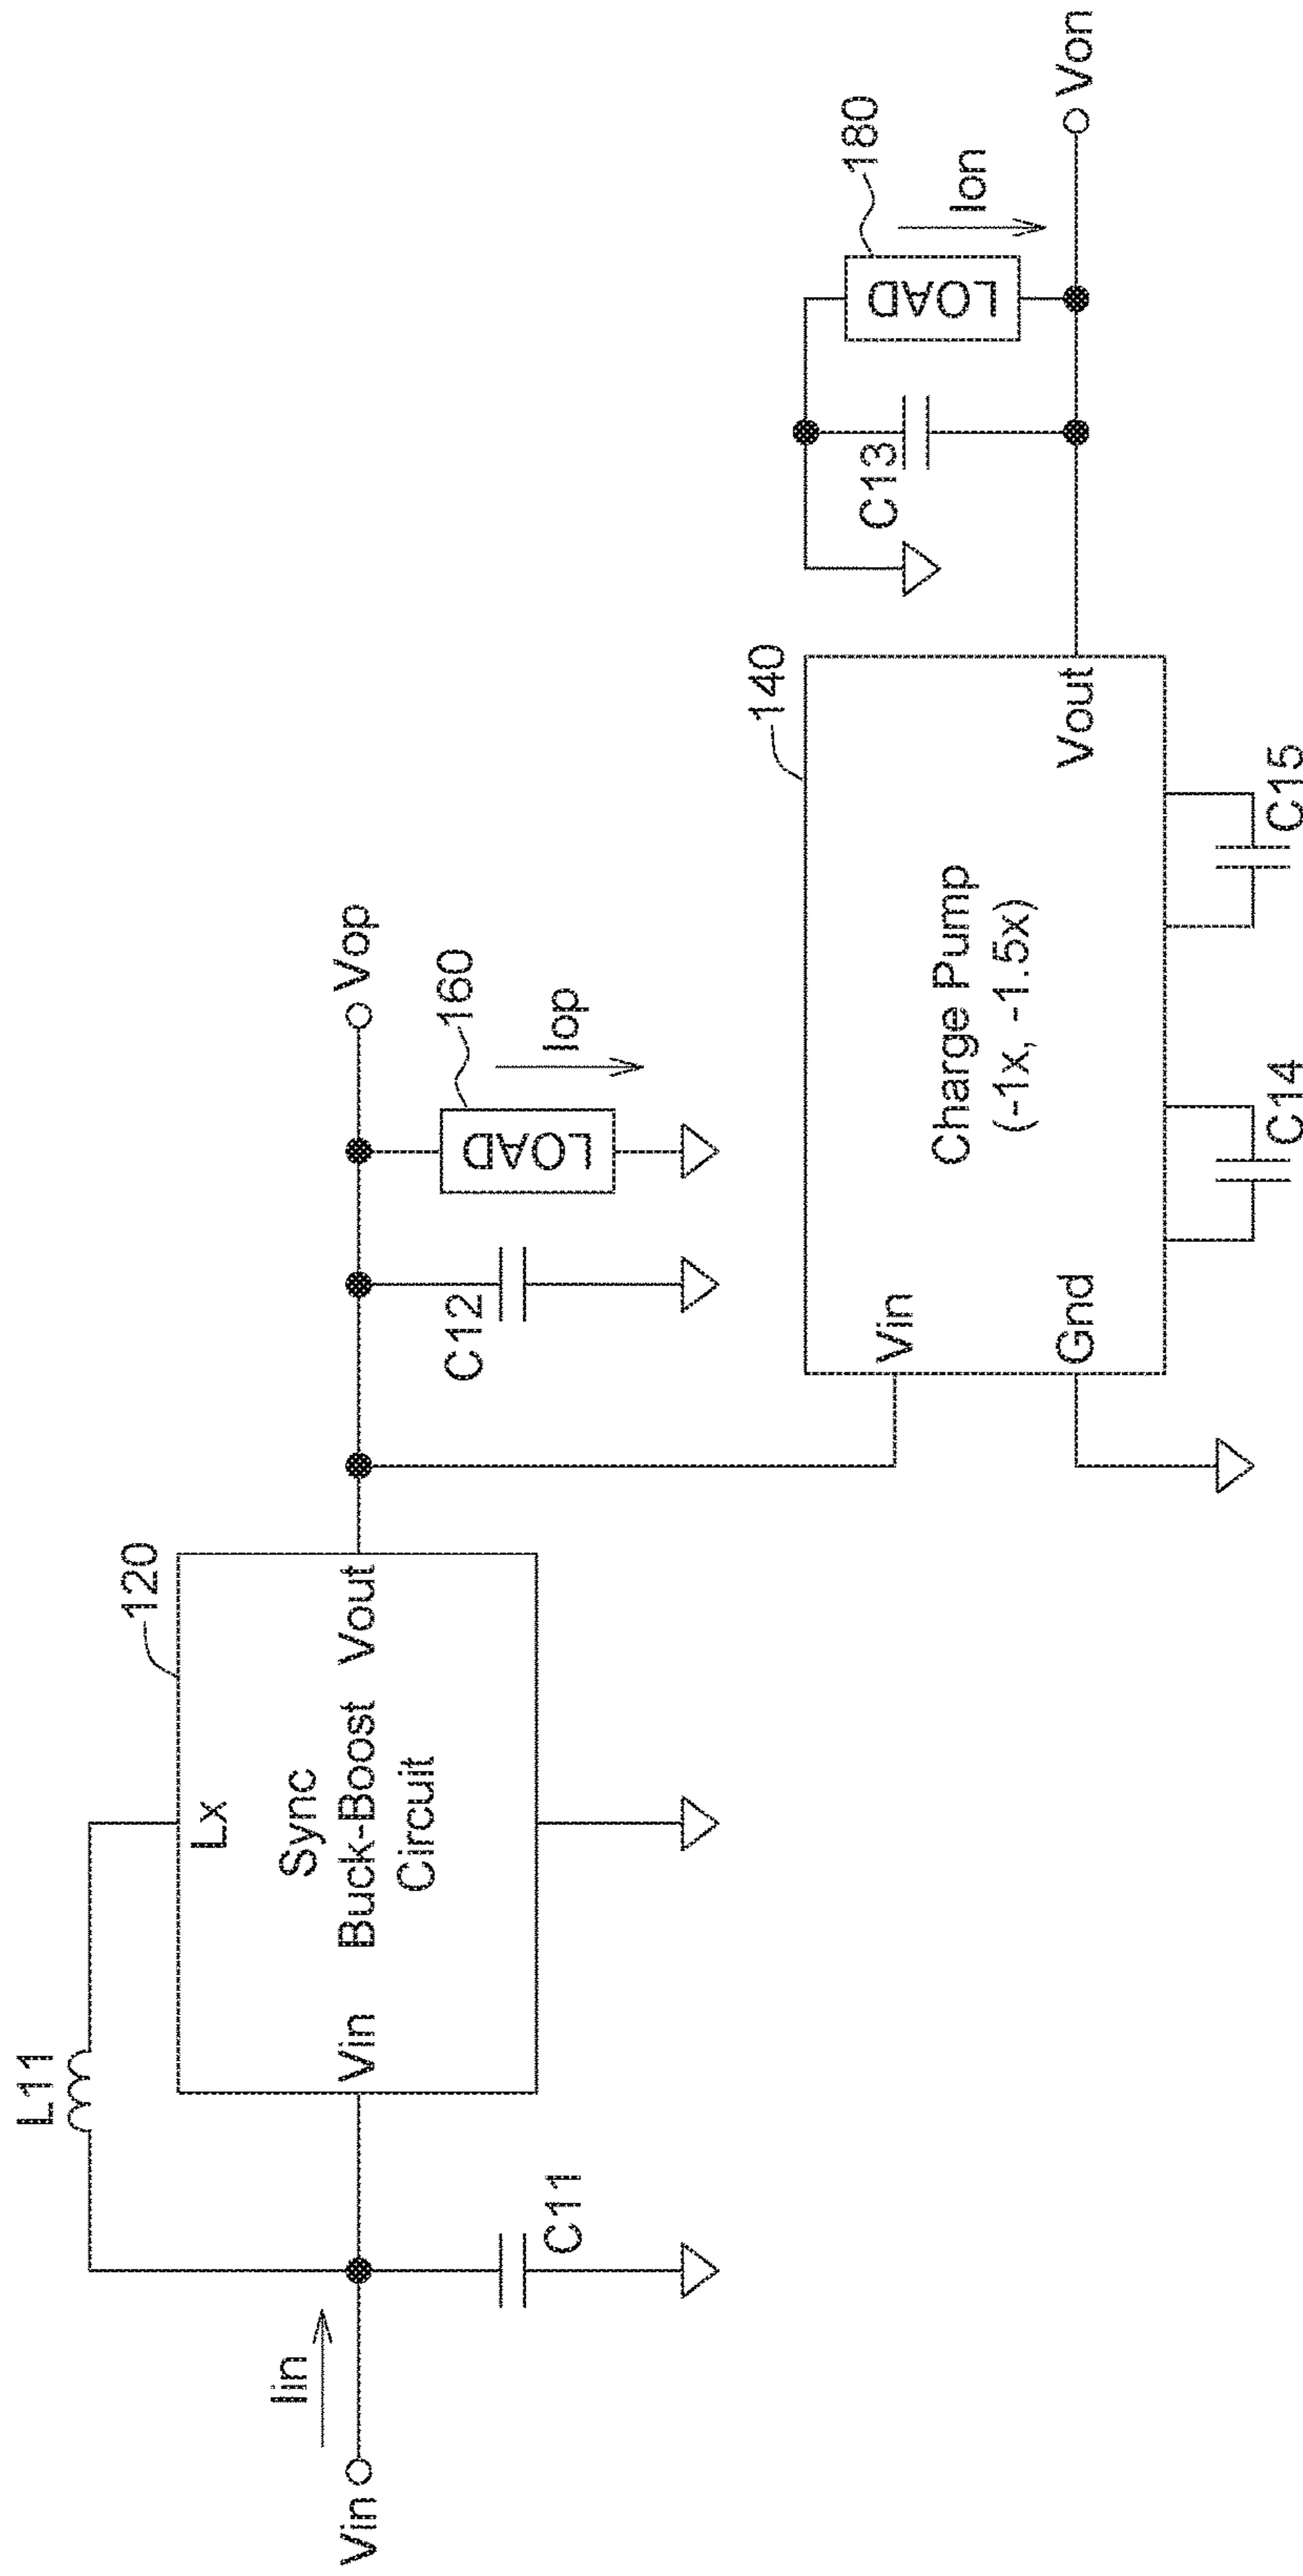 L11
Lx
120
Iin
Vin
Vin
Sync
Buck-Boost
Circuit
Vout
C11
Vop
C12
LOAD
160
Iop
140
Vin
Gnd
Charge Pump
(-1x, -1.5x)
Vout
C14
C15
C13
LOAD
180
Ion
Von